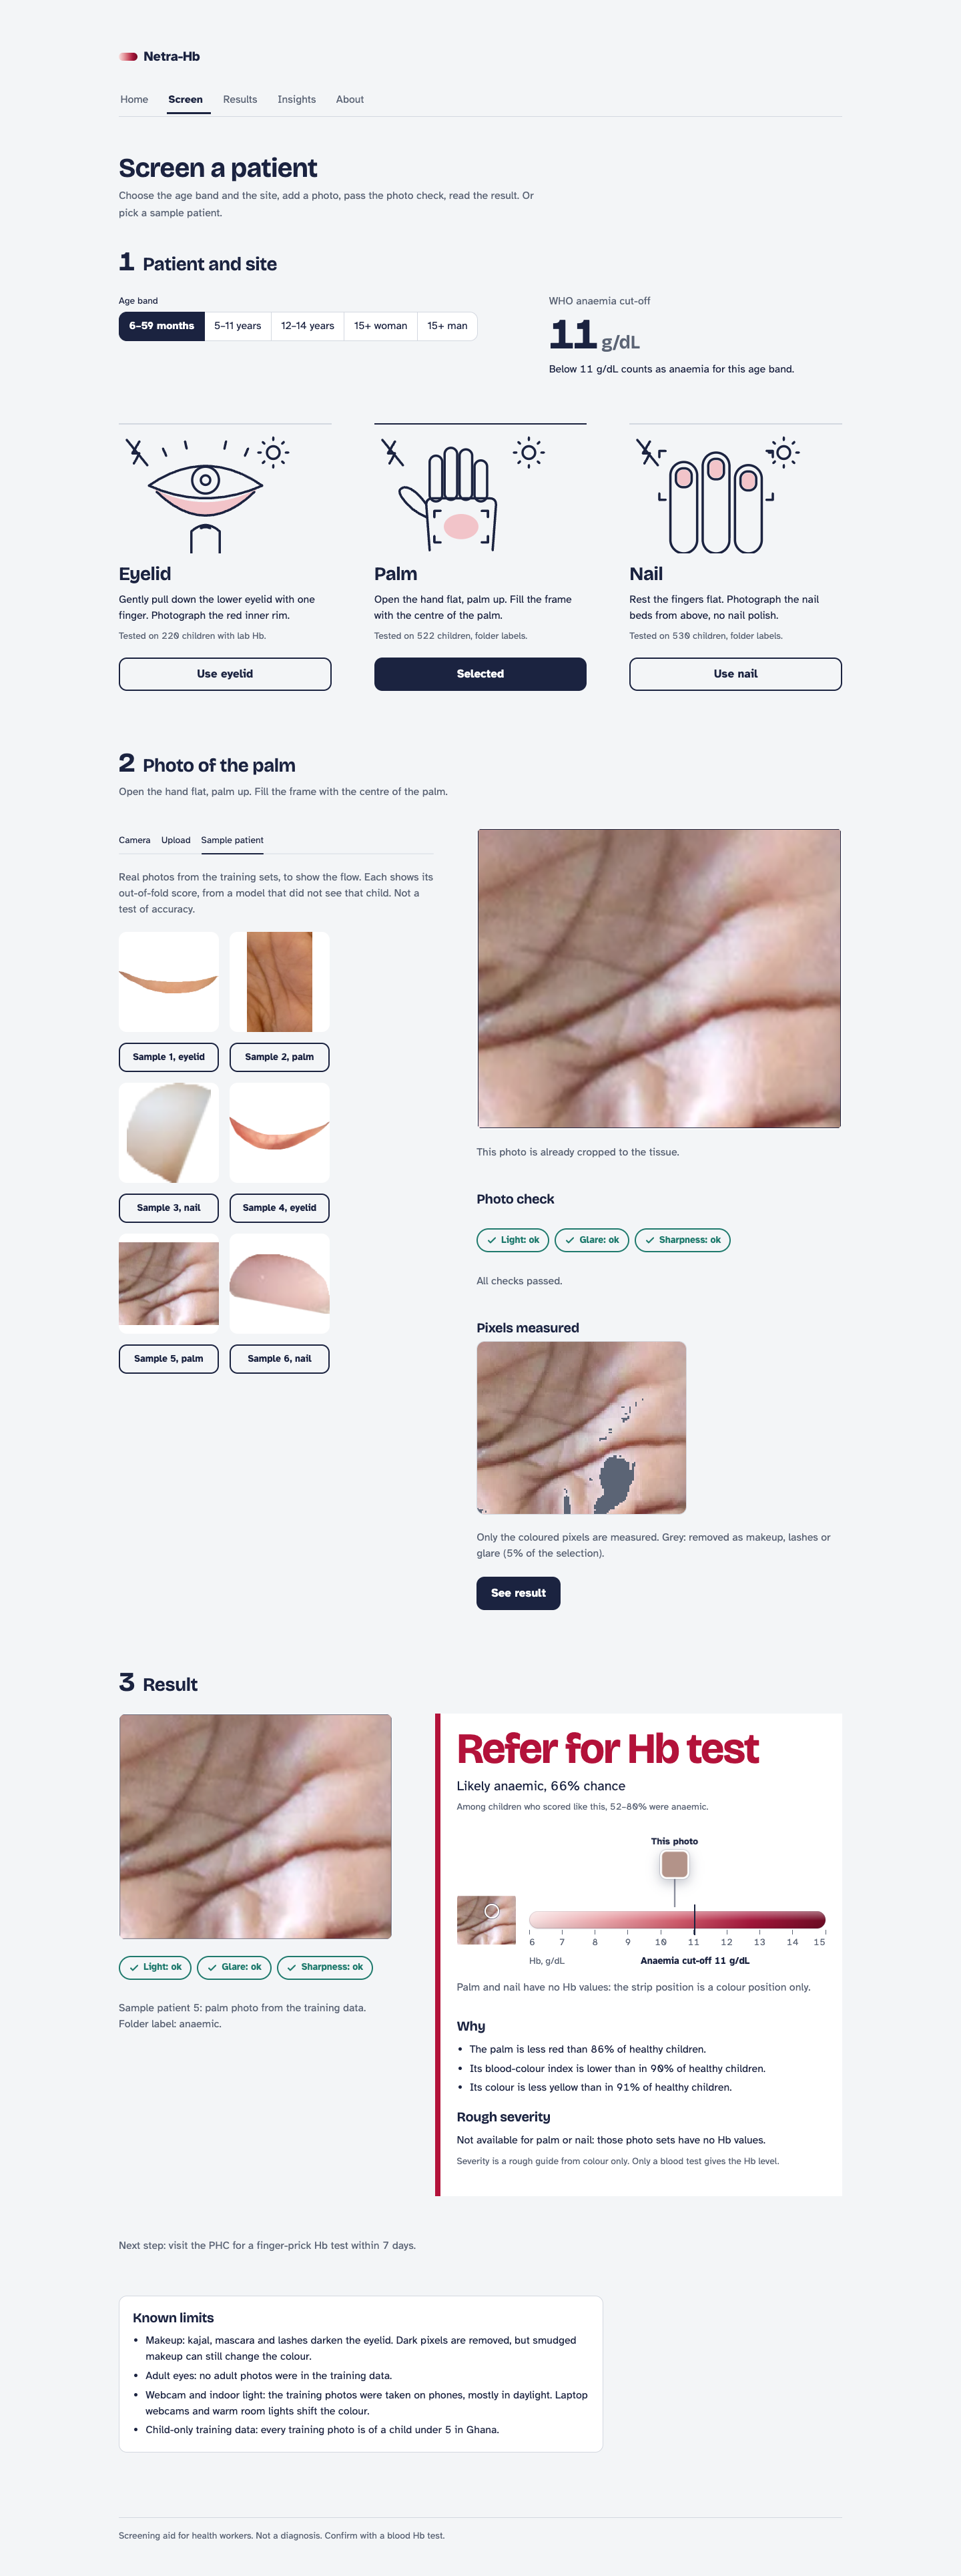 Netra-Hb
Home Screen Results Insights About
Screen a patient
Choose the age band and the site, add a photo, pass the photo check, read the result. Or
pick a sample patient.
1 Patient and site
Age band
6–59 months 5–11 years 12–14 years 15+ woman 15+ man
WHO anaemia cut-off
11 g/dL
Below 11 g/dL counts as anaemia for this age band.
Eyelid
Gently pull down the lower eyelid with one
finger. Photograph the red inner rim.
Tested on 220 children with lab Hb.
Use eyelid
Palm
Open the hand flat, palm up. Fill the frame
with the centre of the palm.
Tested on 522 children, folder labels.
Selected
Nail
Rest the fingers flat. Photograph the nail
beds from above, no nail polish.
Tested on 530 children, folder labels.
Use nail
2 Photo of the palm
Open the hand flat, palm up. Fill the frame with the centre of the palm.
Camera Upload Sample patient
Real photos from the training sets, to show the flow. Each shows its
out-of-fold score, from a model that did not see that child. Not a
test of accuracy.
Sample 1, eyelid Sample 2, palm
Sample 3, nail Sample 4, eyelid
Sample 5, palm Sample 6, nail
This photo is already cropped to the tissue.
Photo check
Light: ok Glare: ok Sharpness: ok
All checks passed.
Pixels measured
Only the coloured pixels are measured. Grey: removed as makeup, lashes or
glare (5% of the selection).
See result
3 Result
Light: ok Glare: ok Sharpness: ok
Sample patient 5: palm photo from the training data.
Folder label: anaemic.
Refer for Hb test
Likely anaemic, 66% chance
Among children who scored like this, 52–80% were anaemic.
This photo
6 7 8 9 10 11 12 13 14 15
Hb, g/dL Anaemia cut-off 11 g/dL
Palm and nail have no Hb values: the strip position is a colour position only.
Why
• The palm is less red than 86% of healthy children.
• Its blood-colour index is lower than in 90% of healthy children.
• Its colour is less yellow than in 91% of healthy children.
Rough severity
Not available for palm or nail: those photo sets have no Hb values.
Severity is a rough guide from colour only. Only a blood test gives the Hb level.
Next step: visit the PHC for a finger-prick Hb test within 7 days.
Known limits
• Makeup: kajal, mascara and lashes darken the eyelid. Dark pixels are removed, but smudged
makeup can still change the colour.
• Adult eyes: no adult photos were in the training data.
• Webcam and indoor light: the training photos were taken on phones, mostly in daylight. Laptop
webcams and warm room lights shift the colour.
• Child-only training data: every training photo is of a child under 5 in Ghana.
Screening aid for health workers. Not a diagnosis. Confirm with a blood Hb test.